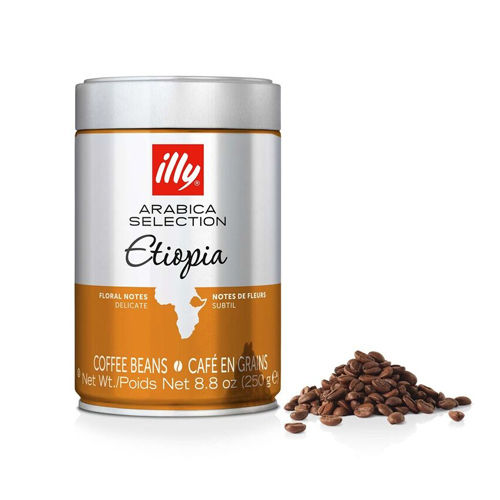 illy®
ARABICA
SELECTION
Etiopia
FLORAL NOTES
DELICATE
NOTES DE FLEURS
SUBTIL
COFFEE BEANS CAFÉ EN GRAINS
Net Wt./Poids Net 8.8 oz (250 g ℮